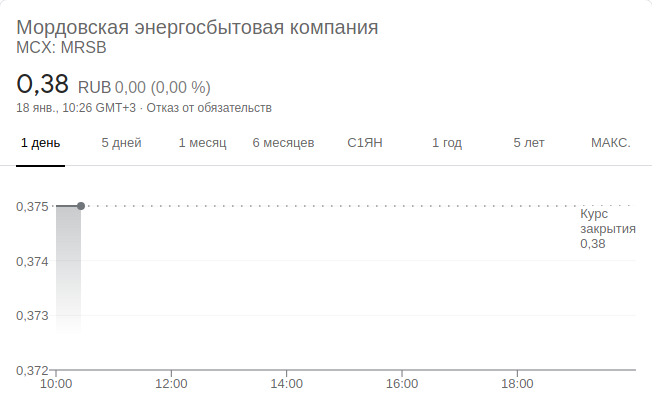 Мордовская энергосбытовая компания
MCX: MRSB
0,38 RUB 0,00 (0,00 %)
18 янв., 10:26 GMT+3 · Отказ от обязательств
1 день 5 дней 1 месяц 6 месяцев С1ЯН 1 год 5 лет МАКС.
0,375
Курс
закрытия
0,38
0,374
0,373
0,372
10:00 12:00 14:00 16:00 18:00